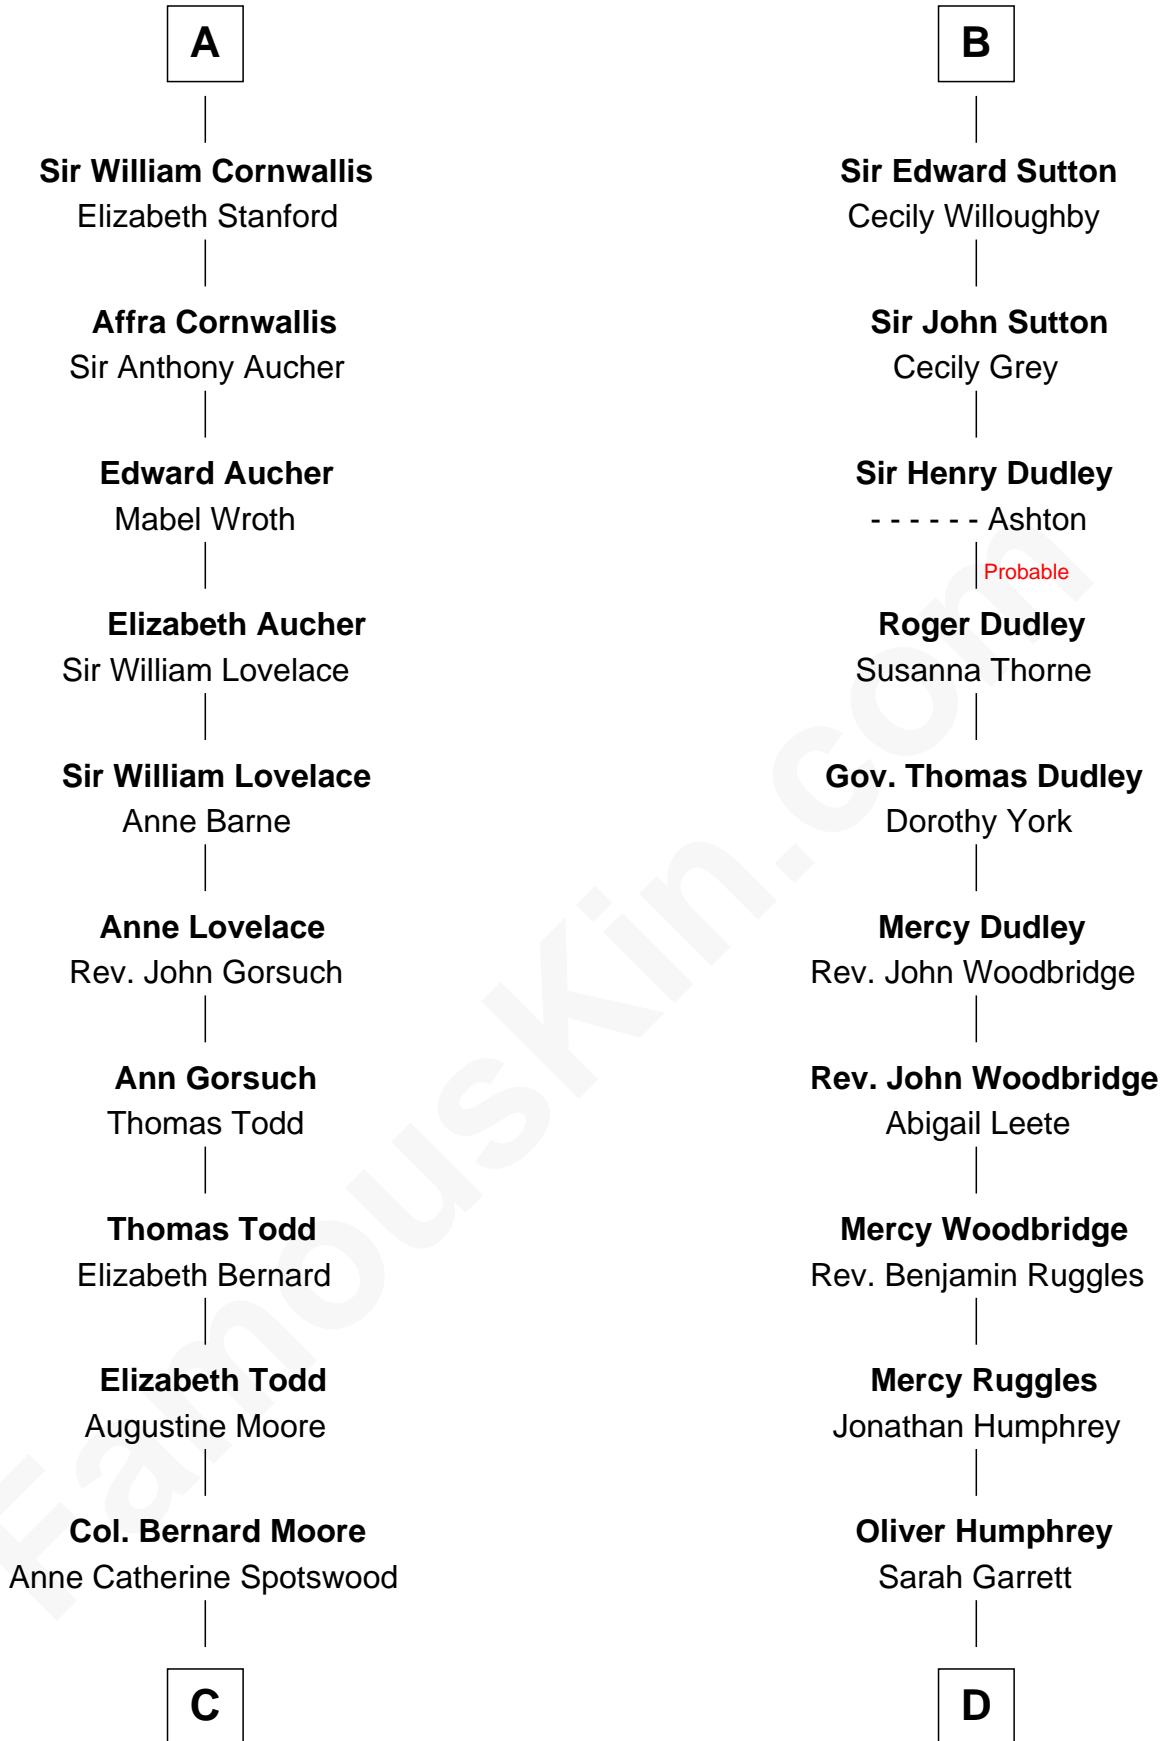 A
Sir William Cornwallis
Elizabeth Stanford
Affra Cornwallis
Sir Anthony Aucher
Edward Aucher
Mabel Wroth
Elizabeth Aucher
Sir William Lovelace
Sir William Lovelace
Anne Barne
Anne Lovelace
Rev. John Gorsuch
Ann Gorsuch
Thomas Todd
Thomas Todd
Elizabeth Bernard
Elizabeth Todd
Augustine Moore
Col. Bernard Moore
Anne Catherine Spotswood
C
B
Sir Edward Sutton
Cecily Willoughby
Sir John Sutton
Cecily Grey
Sir Henry Dudley
- - - - - - Ashton
Probable
Roger Dudley
Susanna Thorne
Gov. Thomas Dudley
Dorothy York
Mercy Dudley
Rev. John Woodbridge
Rev. John Woodbridge
Abigail Leete
Mercy Woodbridge
Rev. Benjamin Ruggles
Mercy Ruggles
Jonathan Humphrey
Oliver Humphrey
Sarah Garrett
D
FamousKin.com